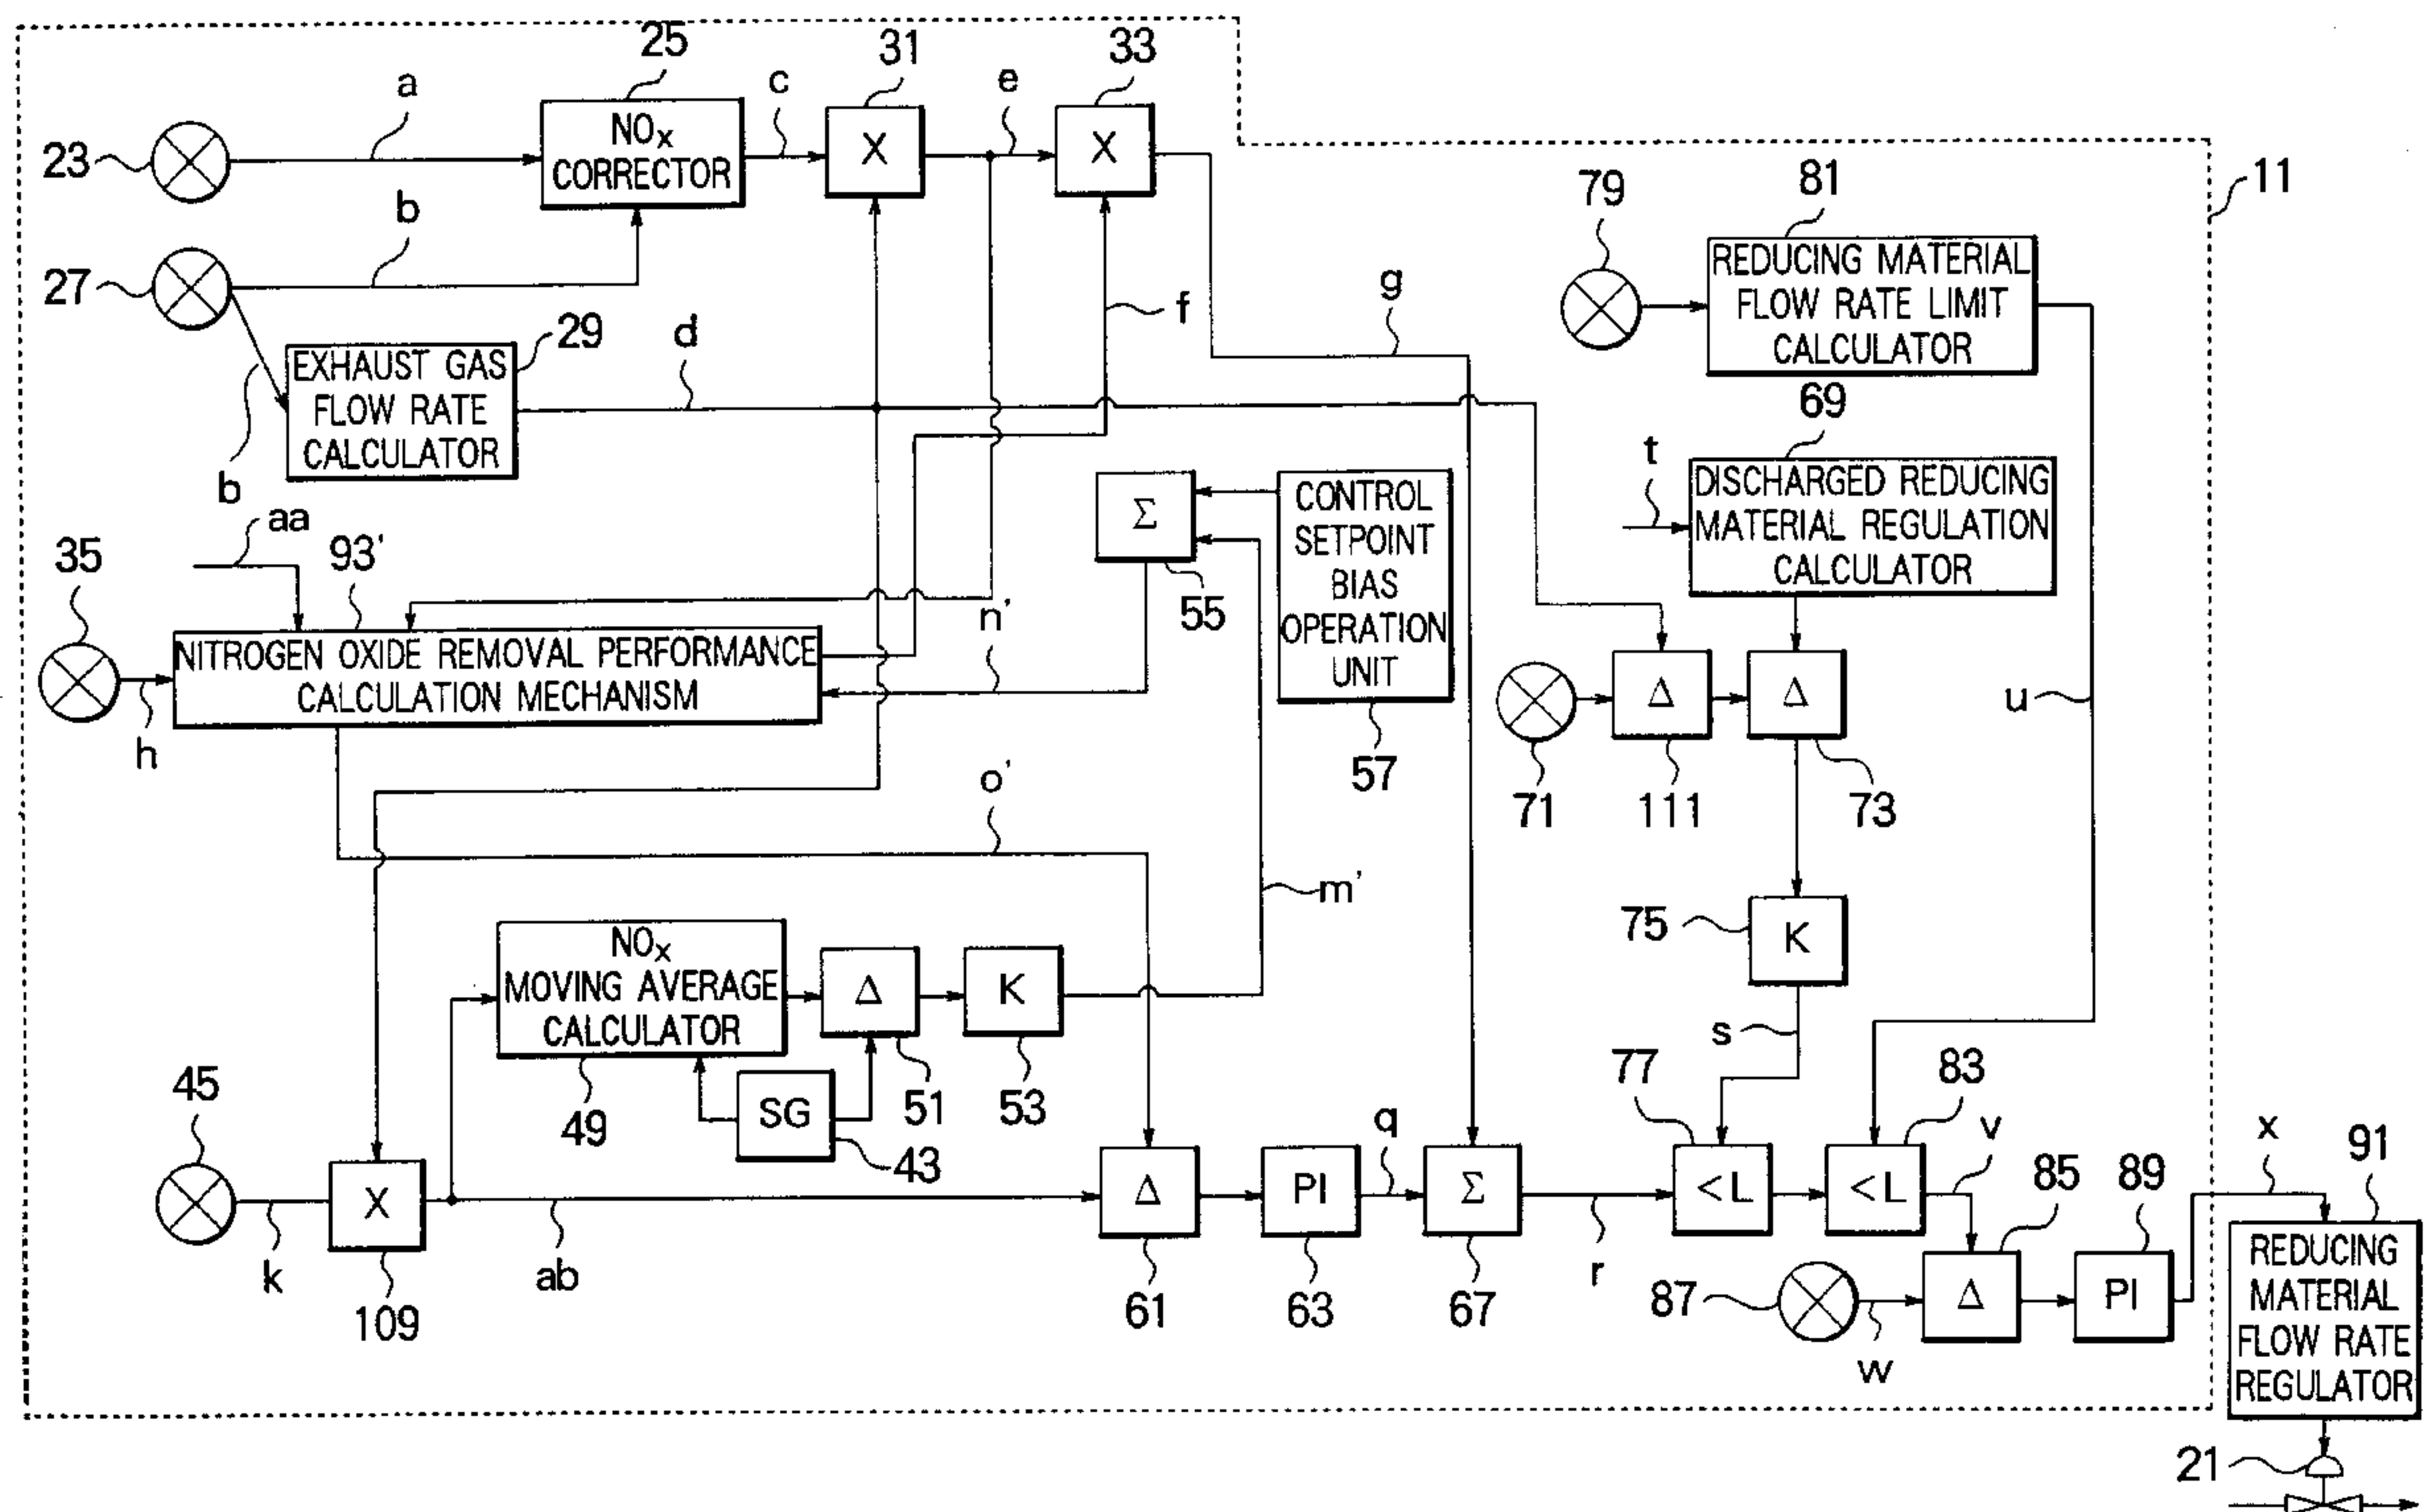 25
31
33
a
c
e
NOx
CORRECTOR
X
X
23
81
11
79
b
27
REDUCING MATERIAL
FLOW RATE LIMIT
CALCULATOR
f
g
29
d
EXHAUST GAS
FLOW RATE
CALCULATOR
69
t
b
DISCHARGED REDUCING
MATERIAL REGULATION
CALCULATOR
Σ
CONTROL
SETPOINT
BIAS
OPERATION
UNIT
aa
35
93'
55
n'
NITROGEN OXIDE REMOVAL PERFORMANCE
CALCULATION MECHANISM
Δ
Δ
u
h
57
71
111
73
o'
m'
75
K
NOx
MOVING AVERAGE
CALCULATOR
Δ
K
s
77
83
45
51
53
SG
49
43
q
v
x
91
85
89
X
Δ
PI
Σ
<L
<L
k
ab
r
REDUCING
MATERIAL
FLOW RATE
REGULATOR
109
61
63
67
87
Δ
PI
w
21